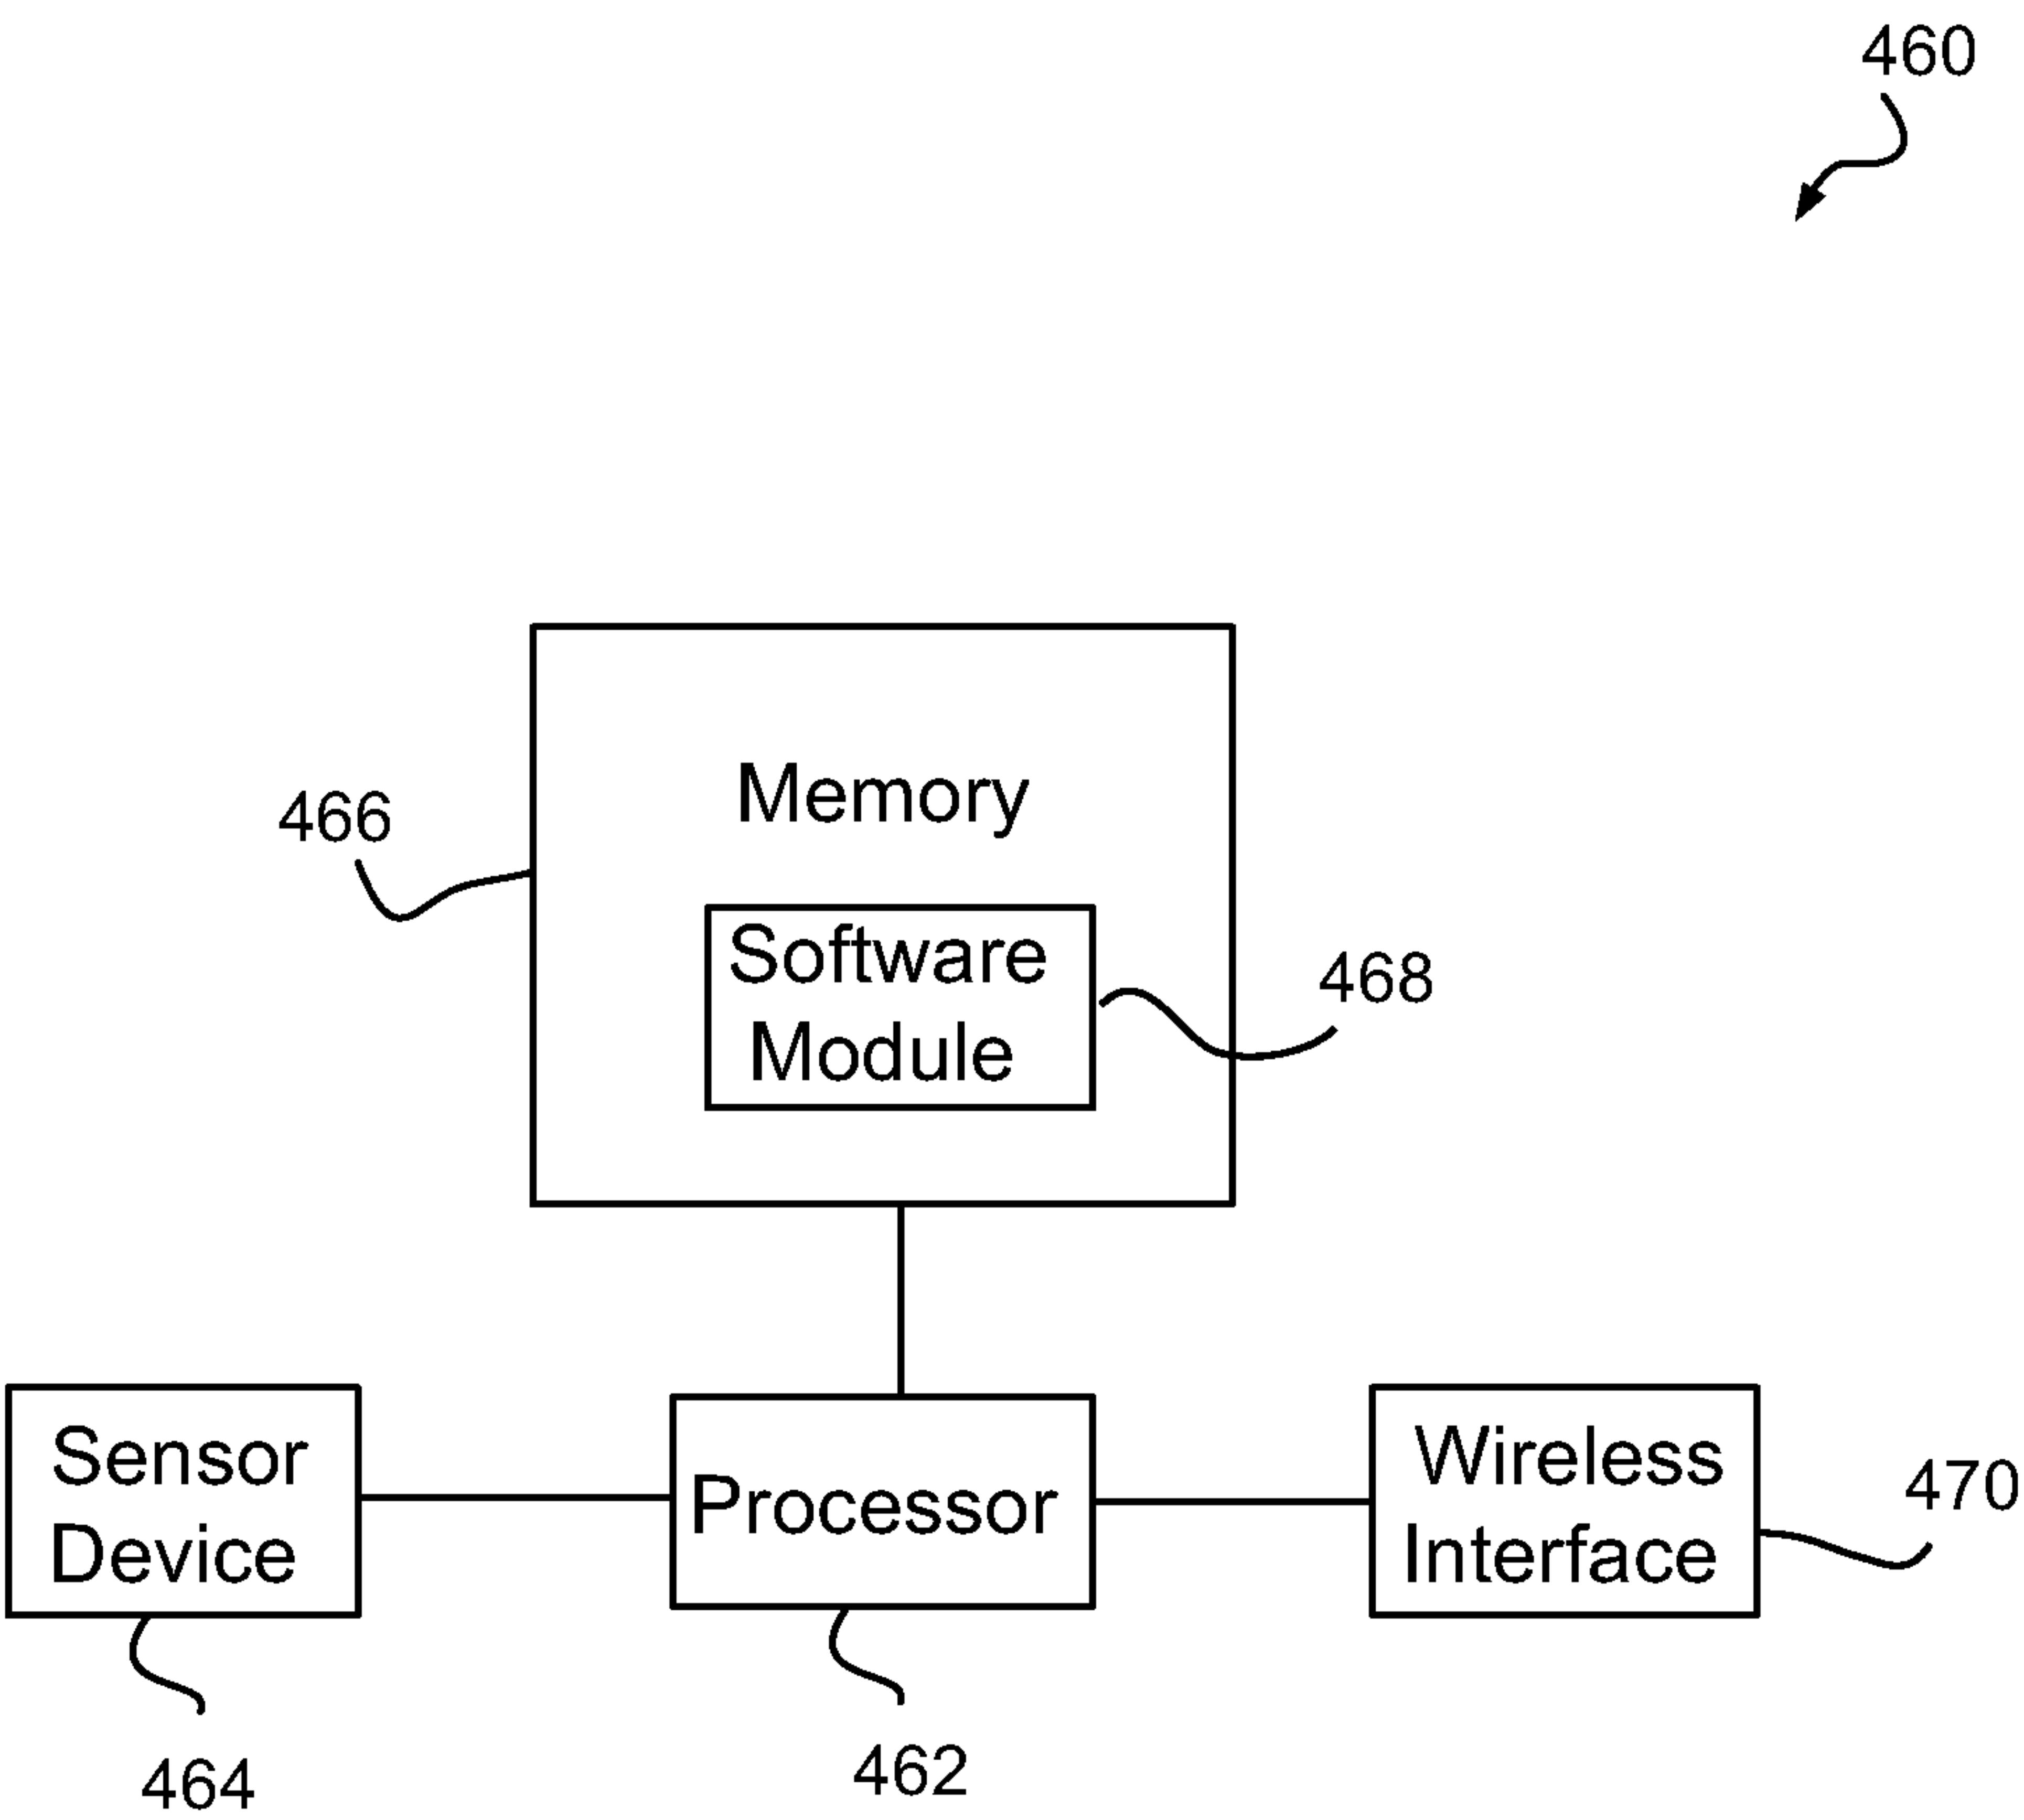 460
Memory
466
Software
Module
468
Sensor
Device
Processor
Wireless
Interface
470
464
462